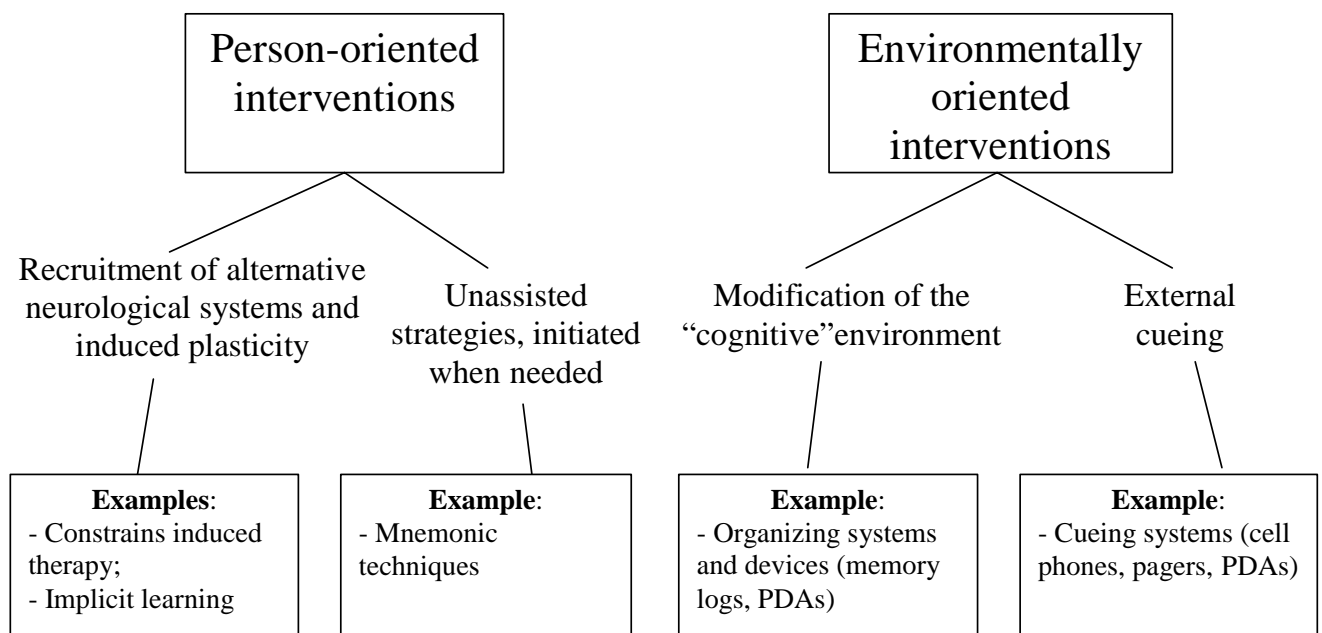 Person-oriented
interventions
Environmentally
oriented
interventions
Recruitment of alternative
neurological systems and
induced plasticity
Unassisted
strategies, initiated
when needed
Modification of the
“cognitive”environment
External
cueing
Examples:
- Constrains induced
therapy;
- Implicit learning
Example:
- Mnemonic
techniques
Example:
- Organizing systems
and devices (memory
logs, PDAs)
Example:
- Cueing systems (cell
phones, pagers, PDAs)